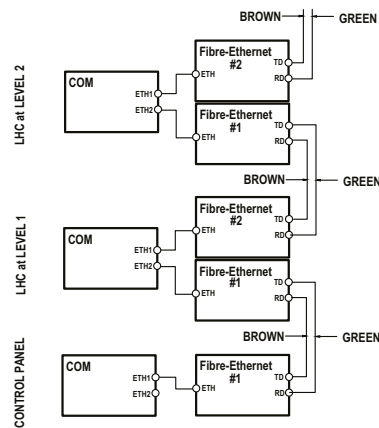 BROWN
GREEN
LHC at LEVEL 2
COM
ETH1
ETH2
Fibre-Ethernet
#2
ETH
TD
RD
Fibre-Ethernet
#1
ETH
TD
RD
BROWN
GREEN
LHC at LEVEL 1
COM
ETH1
ETH2
Fibre-Ethernet
#2
ETH
TD
RD
Fibre-Ethernet
#1
ETH
TD
RD
BROWN
GREEN
CONTROL PANEL
COM
ETH1
ETH2
Fibre-Ethernet
#1
ETH
TD
RD